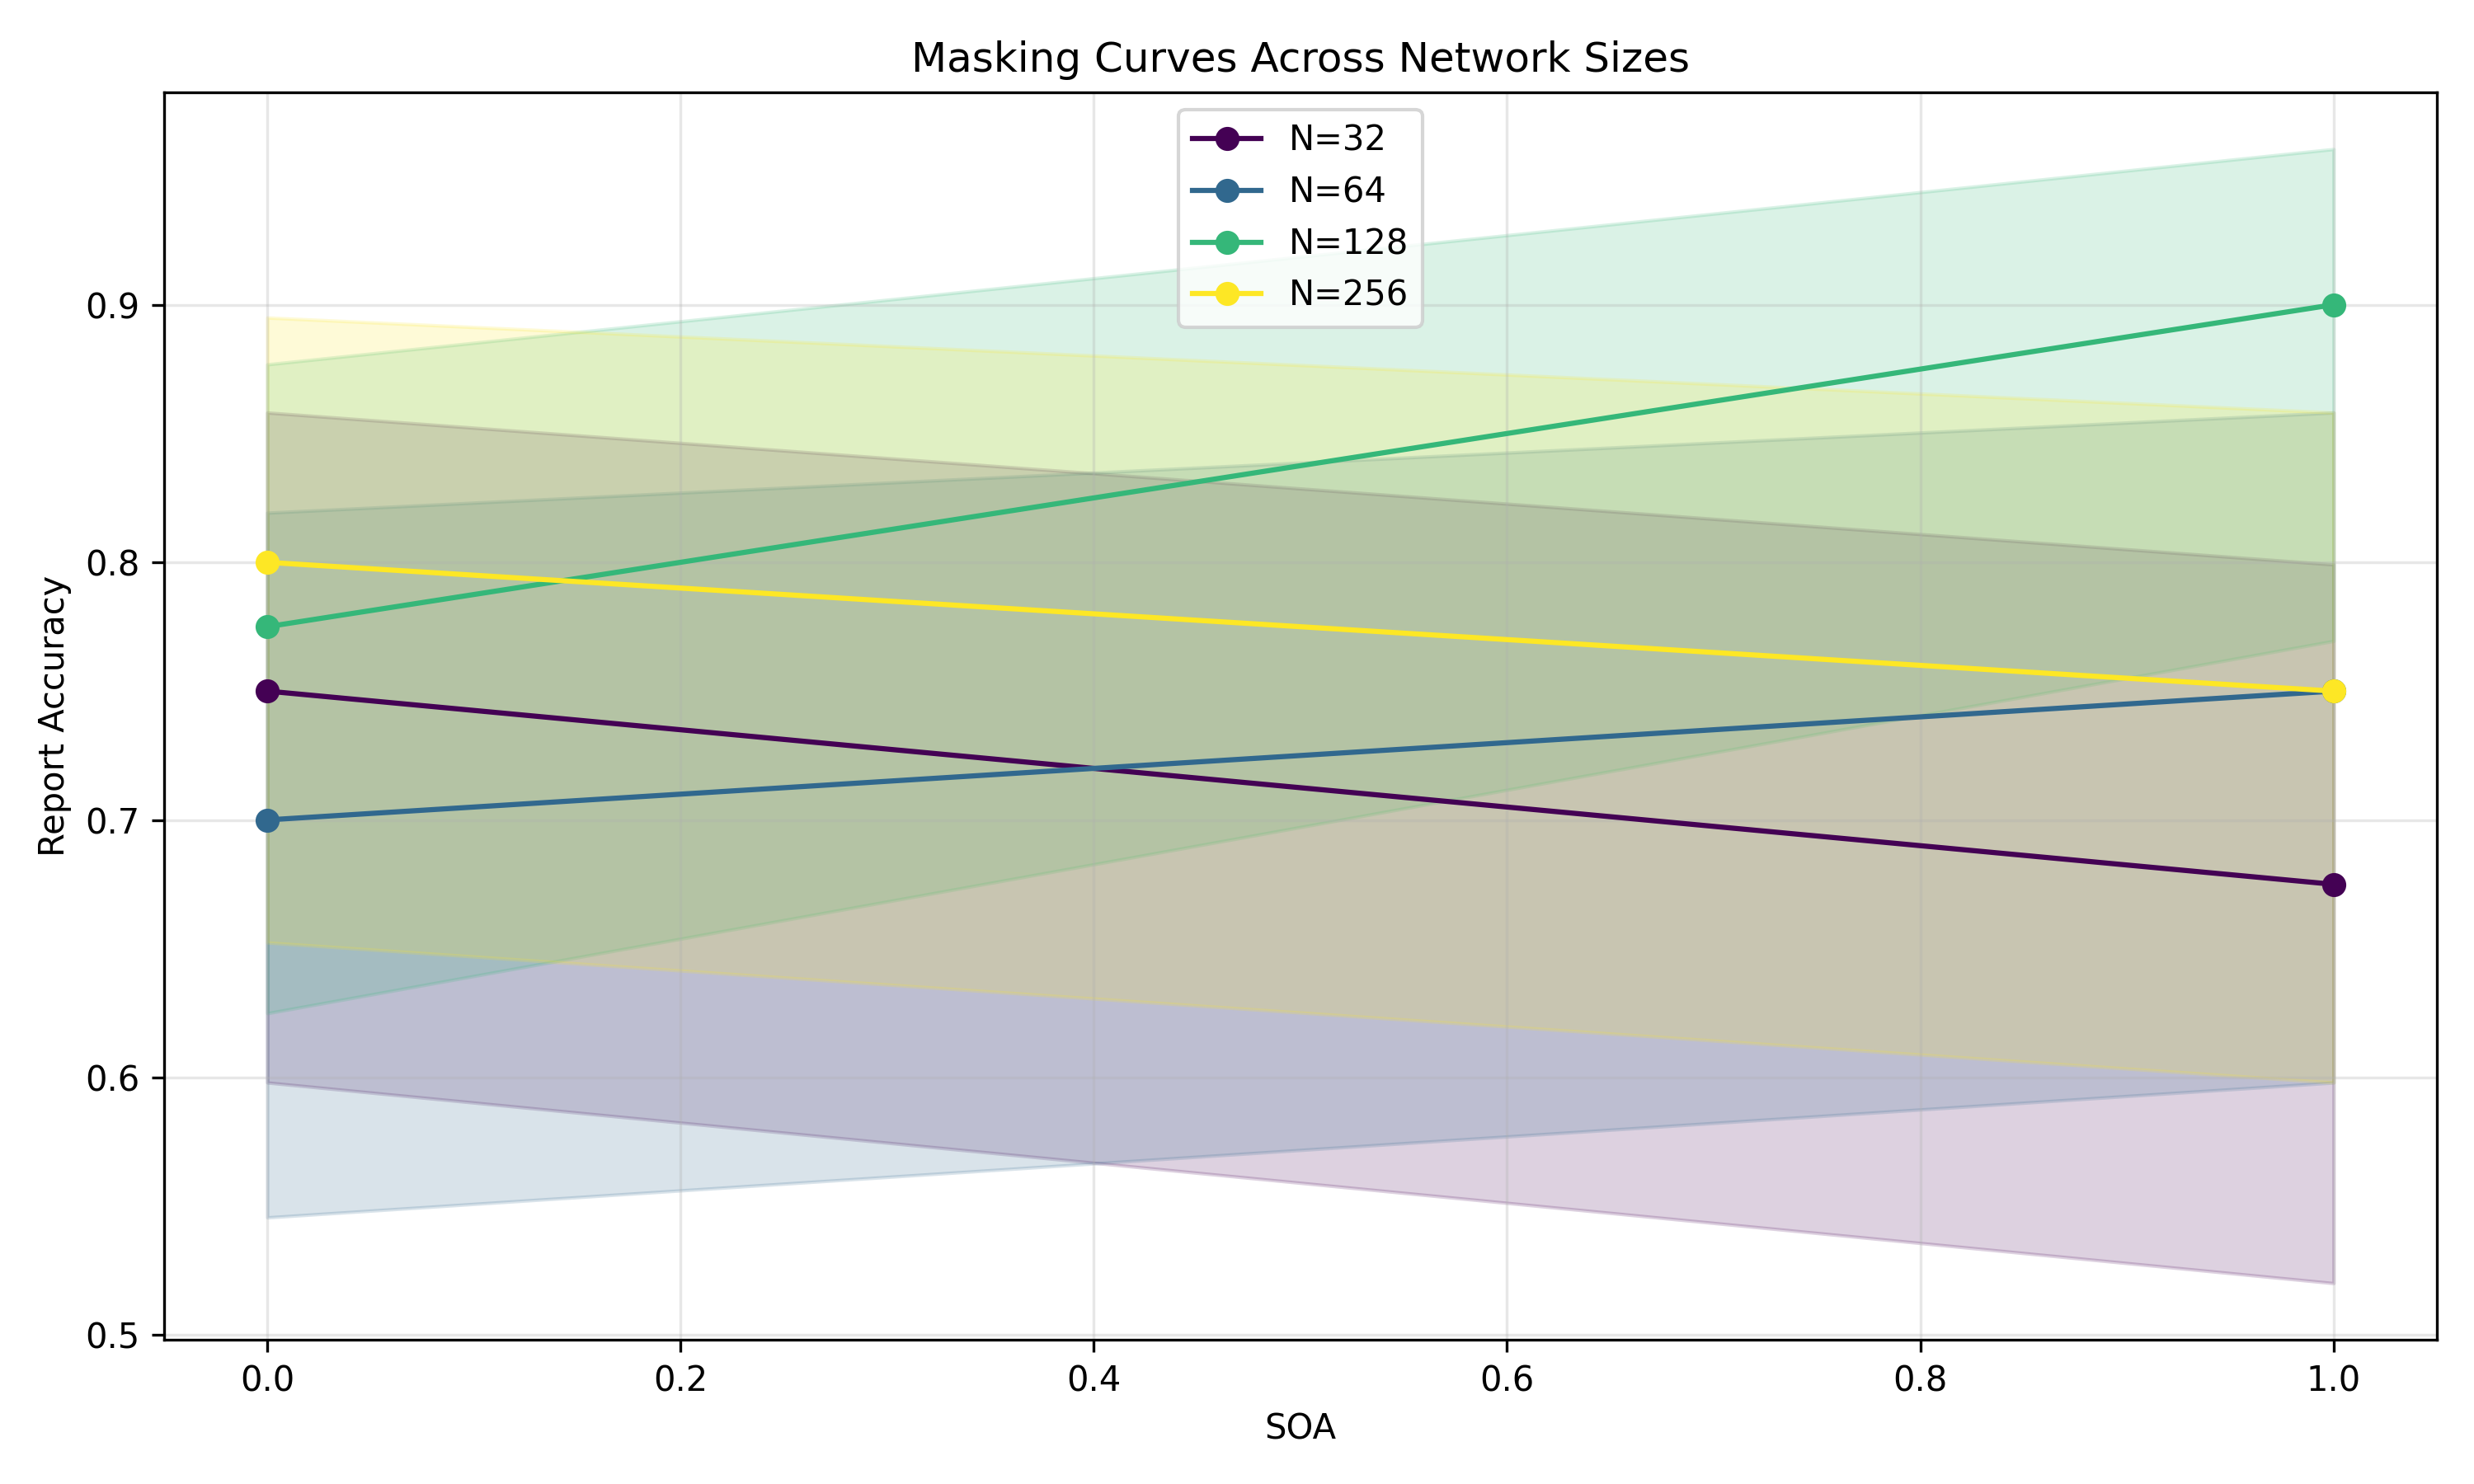 Masking Curves Across Network Sizes
N=32
N=64
N=128
N=256
Report Accuracy
0.9
0.8
0.7
0.6
0.5
0.0 0.2 0.4 0.6 0.8 1.0
SOA